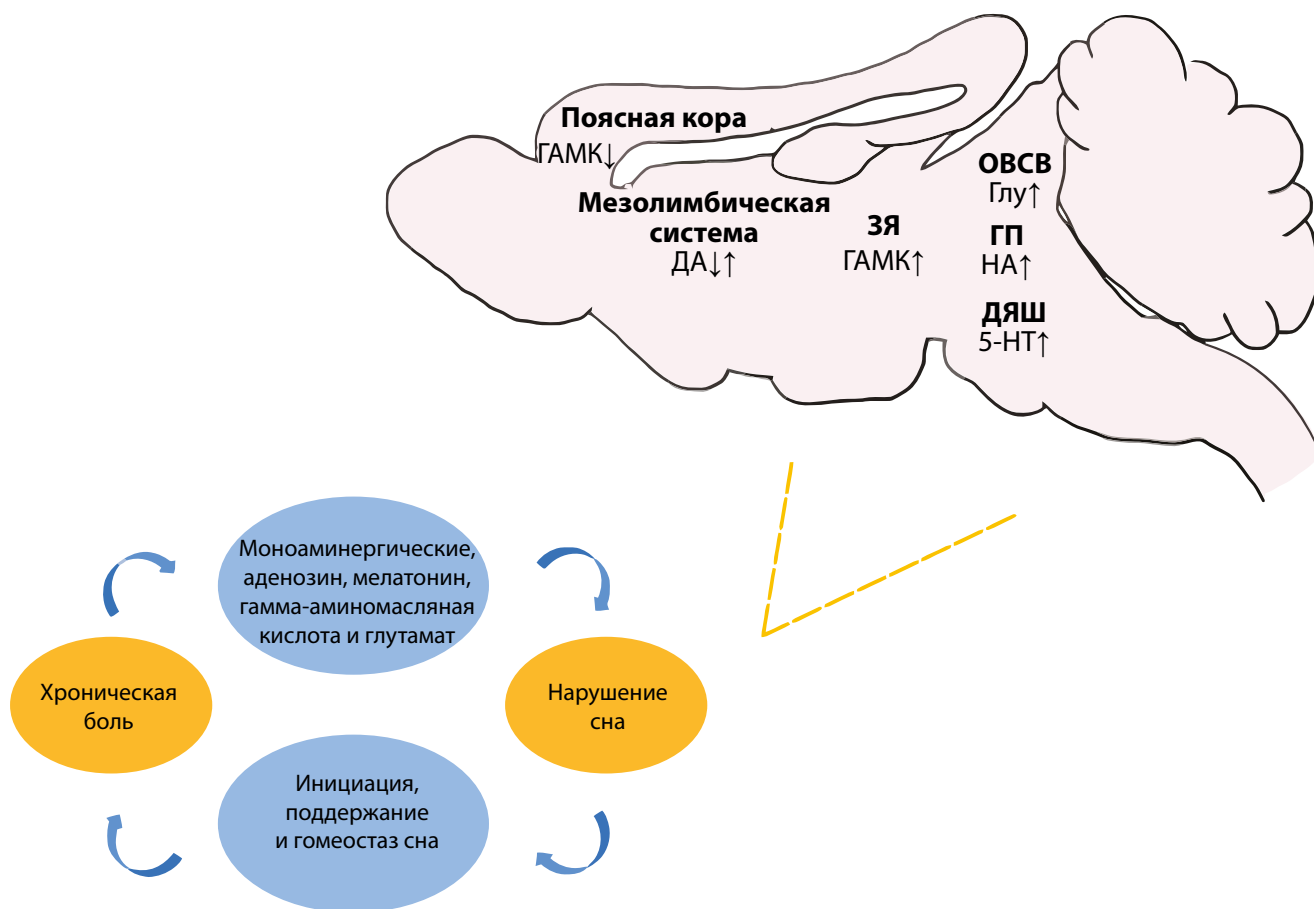 Поясная кора
ГАМК↓
Мезолимбическая
система
ДА↓↑
ЗЯ
ГАМК↑
ОВСВ
Глу↑
ГП
НА↑
ДЯШ
5-НТ↑
Моноаминергические,
аденозин, мелатонин,
гамма-аминомасляная
кислота и глутамат
Хроническая
боль
Нарушение
сна
Инициация,
поддержание
и гомеостаз сна